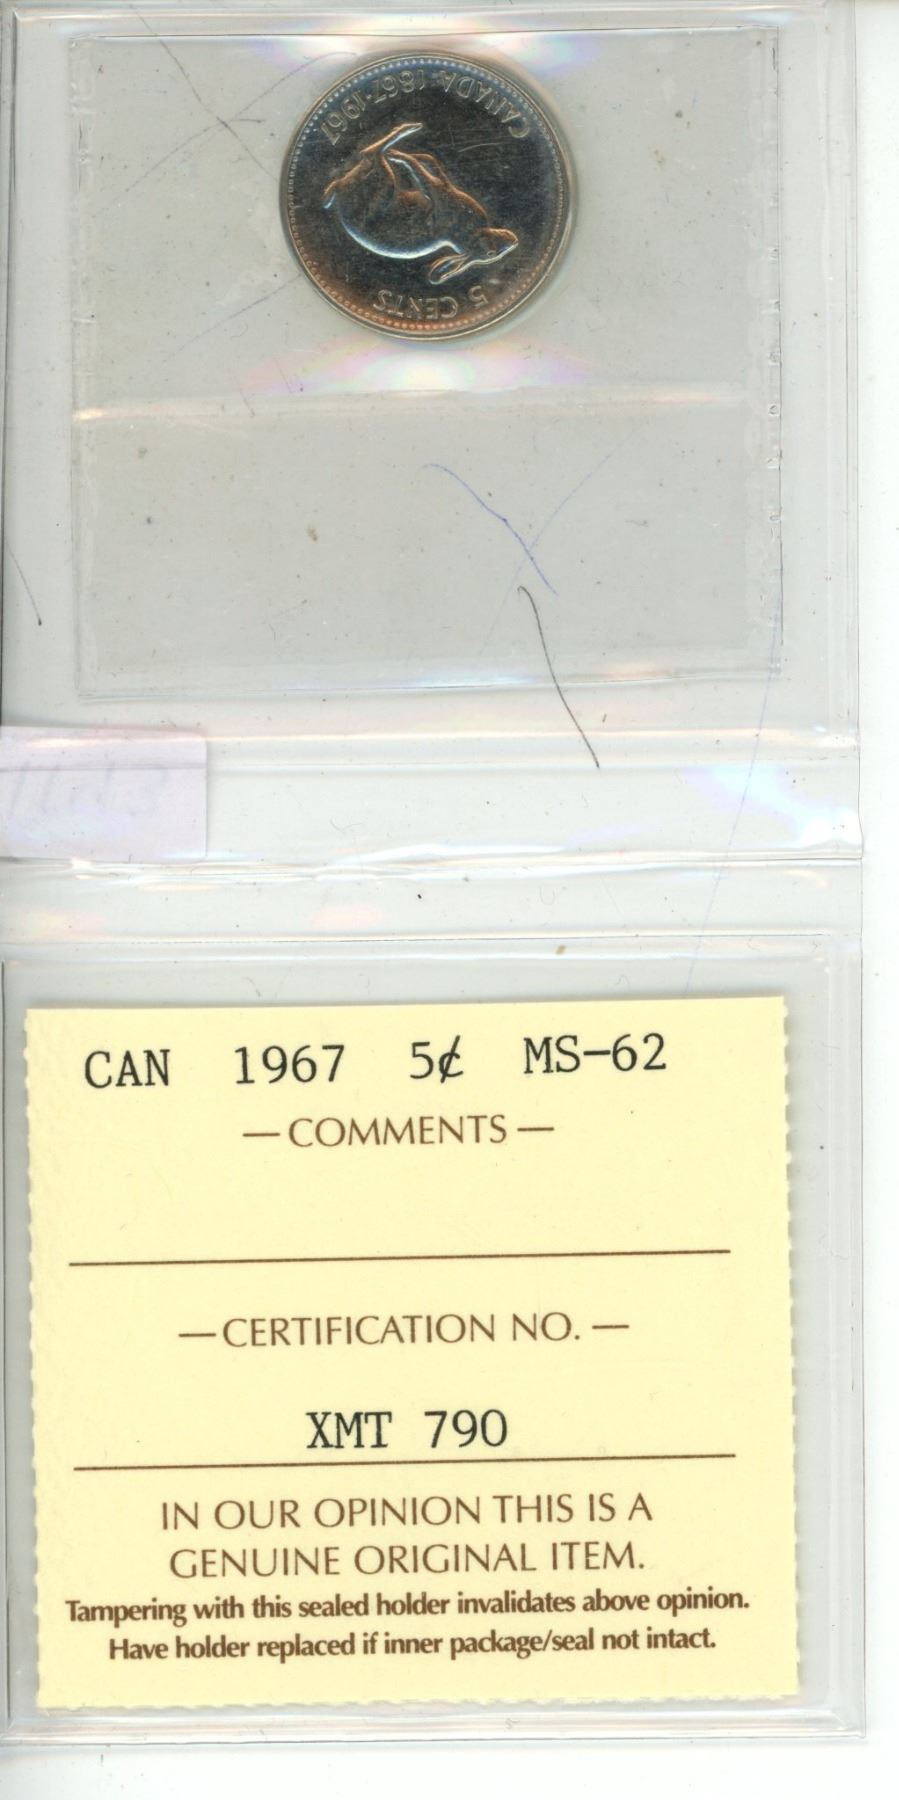 CANADA 1867-1967
5 CENTS
CAN 1967 5¢ MS-62
— COMMENTS —
— CERTIFICATION NO. —
XMT 790
IN OUR OPINION THIS IS A
GENUINE ORIGINAL ITEM.
Tampering with this sealed holder invalidates above opinion.
Have holder replaced if inner package/seal not intact.